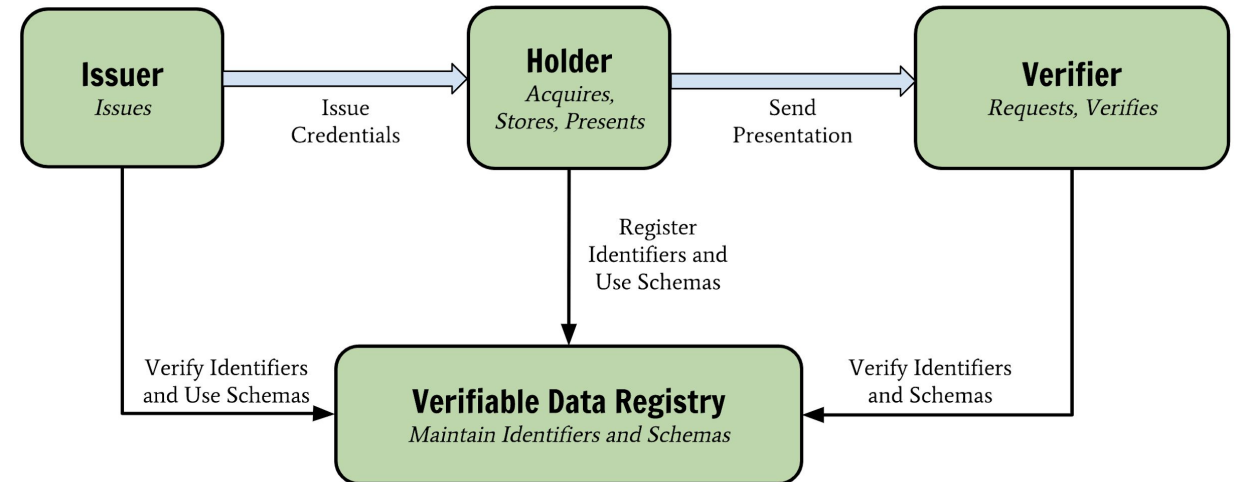 Issuer
Issues
Issue
Credentials
Holder
Acquires,
Stores, Presents
Send
Presentation
Verifier
Requests, Verifies
Register
Identifiers and
Use Schemas
Verify Identifiers
and Use Schemas
Verifiable Data Registry
Maintain Identifiers and Schemas
Verify Identifiers
and Schemas